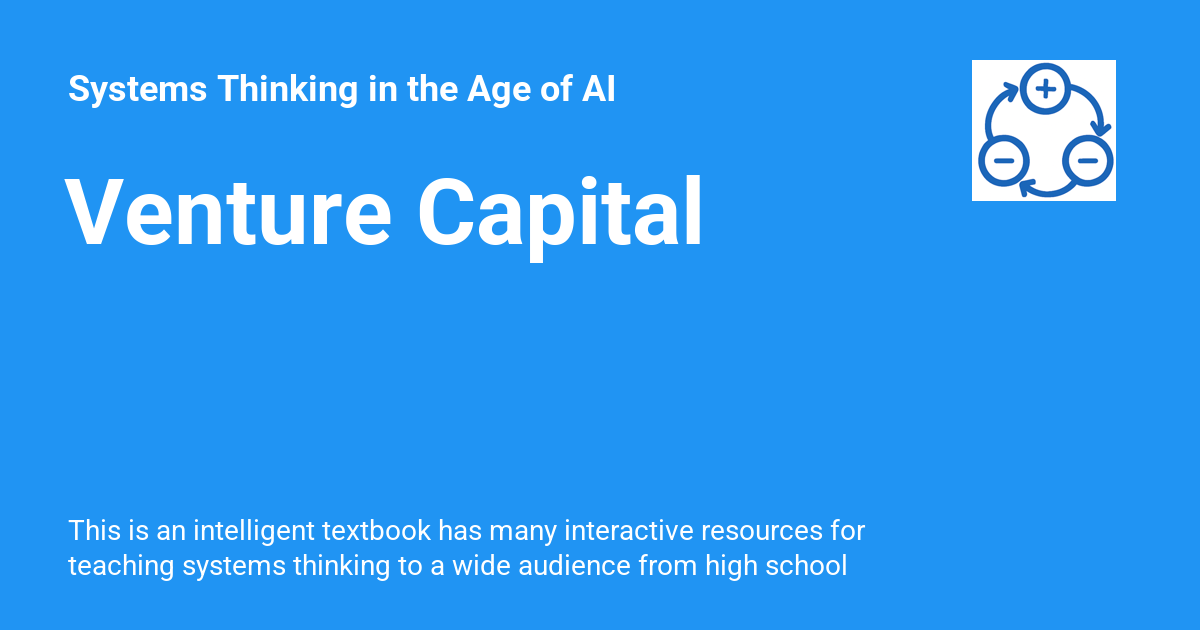 Systems Thinking in the Age of AI
Venture Capital
This is an intelligent textbook has many interactive resources for
teaching systems thinking to a wide audience from high school